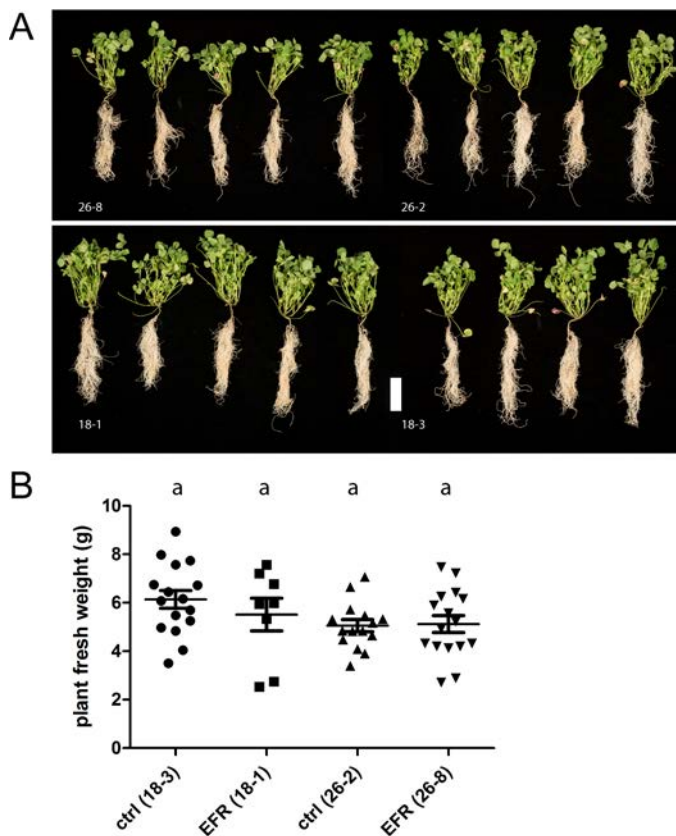 A
26-8
26-2
18-1
18-3
B
a a a a
10
8
6
4
2
0
plant fresh weight (g)
ctrl (18-3)
EFR (18-1)
ctrl (26-2)
EFR (26-8)